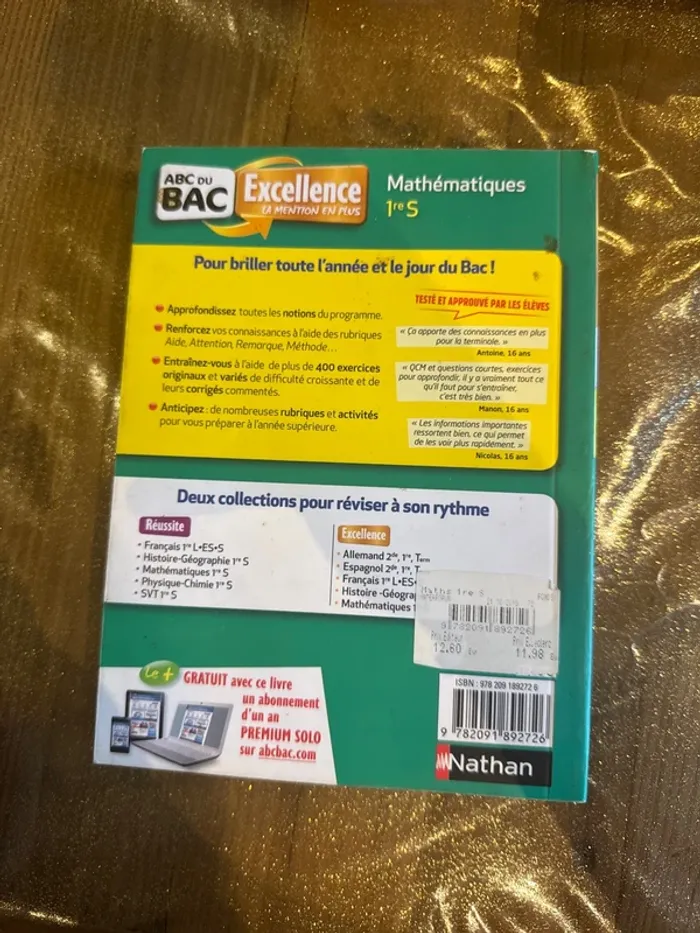 ABC DU
BAC
Excellence
LA MENTION EN PLUS
Mathématiques
1re S
Pour briller toute l'année et le jour du Bac !
Approfondissez toutes les notions du programme.
Renforcez vos connaissances à l'aide des rubriques
Aide, Attention, Remarque, Méthode…
Entraînez-vous à l'aide de plus de 400 exercices
originaux et variés de difficulté croissante et de
leurs corrigés commentés.
Anticipez : de nombreuses rubriques et activités
pour vous préparer à l'année supérieure.
TESTÉ ET APPROUVÉ PAR LES ÉLÈVES
« Ça apporte des connaissances en plus
pour la terminale. »
Antoine, 16 ans
« QCM et questions courtes, exercices
pour approfondir, il y a vraiment tout ce
qu'il faut pour s'entraîner,
c'est très bien. »
Manon, 16 ans
« Les informations importantes
ressortent bien, ce qui permet
de les voir plus rapidement. »
Nicolas, 16 ans
Deux collections pour réviser à son rythme
Réussite
• Français 1re L•ES•S
• Histoire-Géographie 1re S
• Mathématiques 1re S
• Physique-Chimie 1re S
• SVT 1re S
Excellence
• Allemand 2de, 1re, Term
• Espagnol 2de, 1re, T
• Français 1re L•ES•
• Histoire -Géogra
• Mathématiques 1
Maths 1re S
9782091892726
Prix Editeur
12.60
11.98
Le +
GRATUIT avec ce livre
un abonnement
d'un an
PREMIUM SOLO
sur abcbac.com
ISBN : 978 209 189272 6
9 782091 892726
Nathan